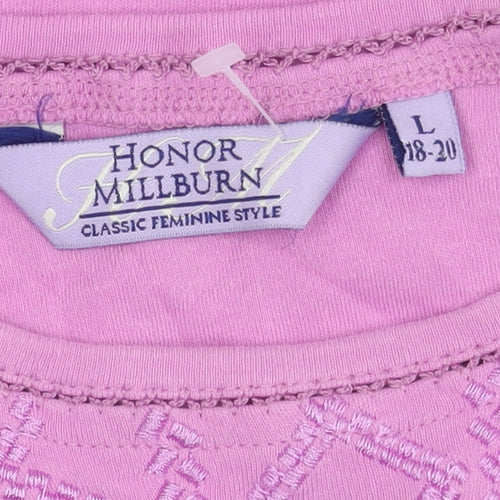 HONOR
MILLBURN
CLASSIC FEMININE STYLE
L
18-20